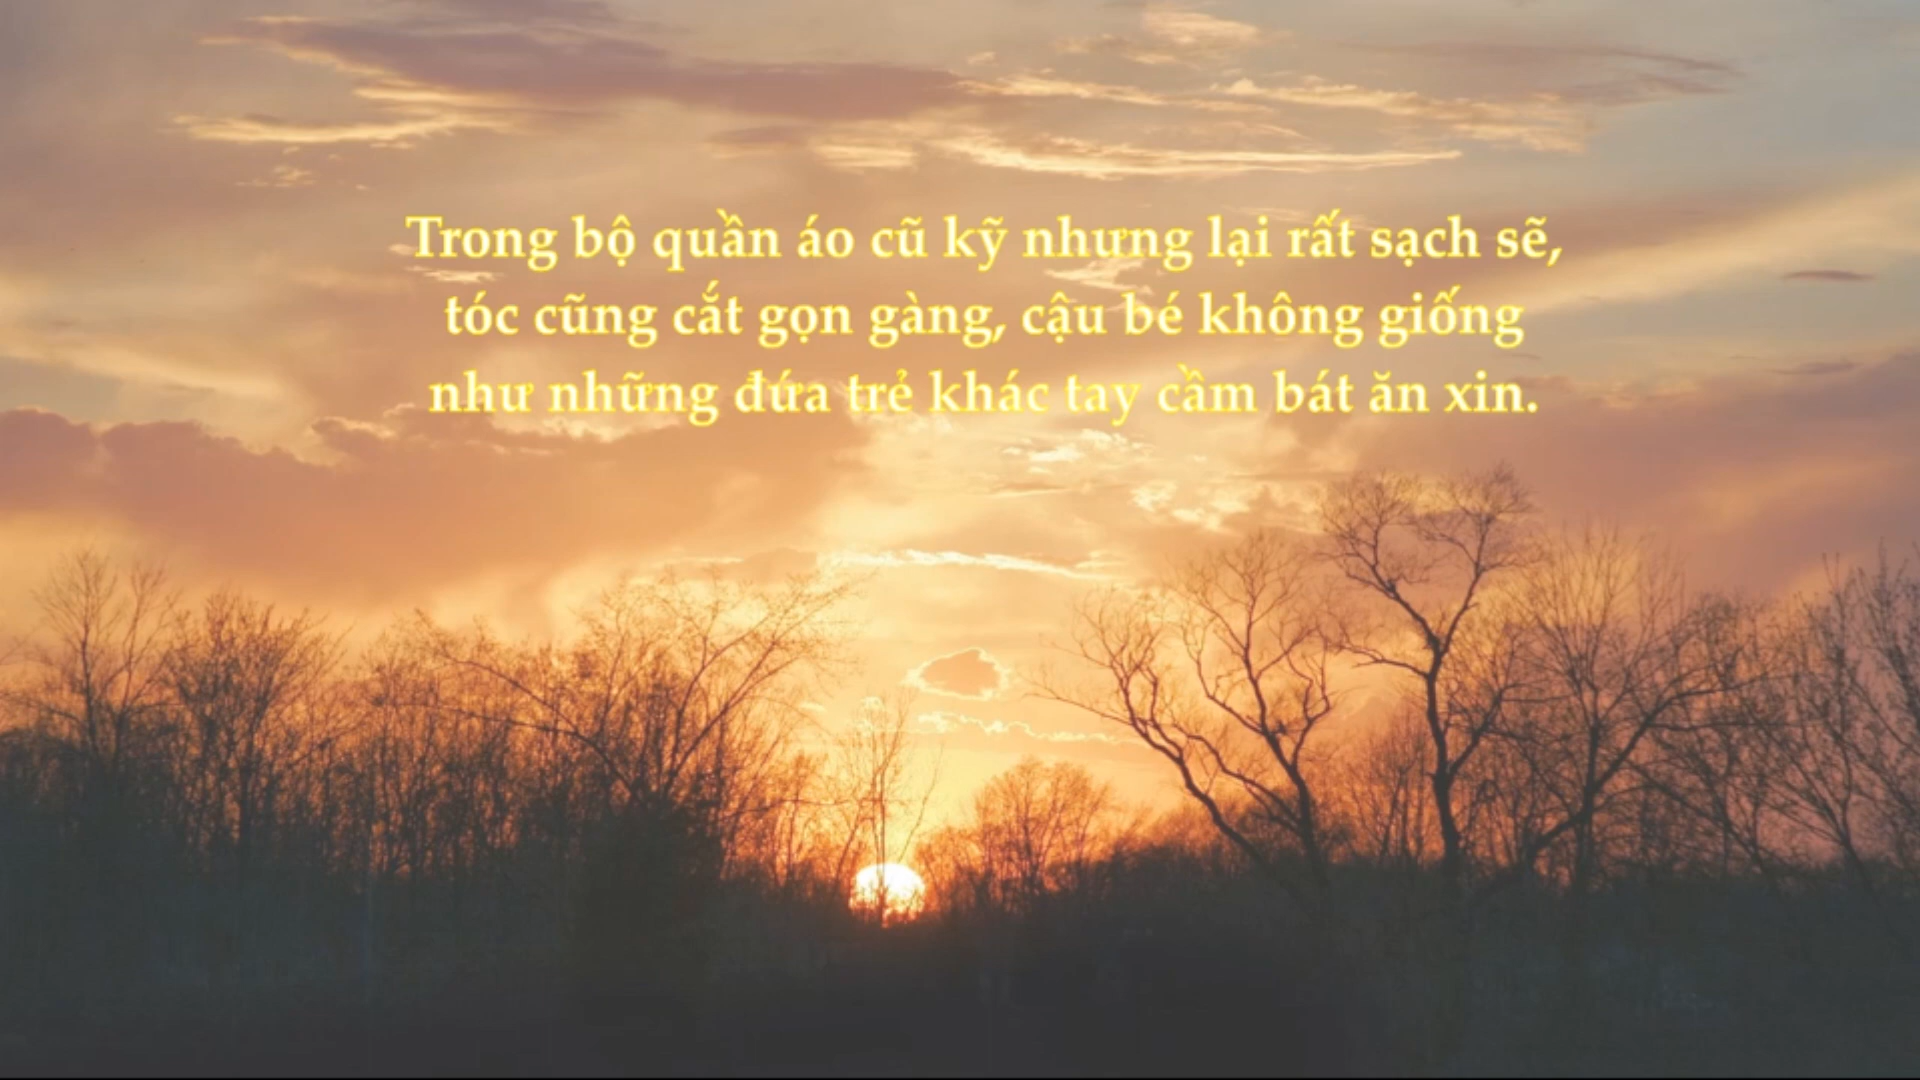 Trong bộ quần áo cũ kỹ nhưng lại rất sạch sẽ,
tóc cũng cắt gọn gàng, cậu bé không giống
như những đứa trẻ khác tay cầm bát ăn xin.